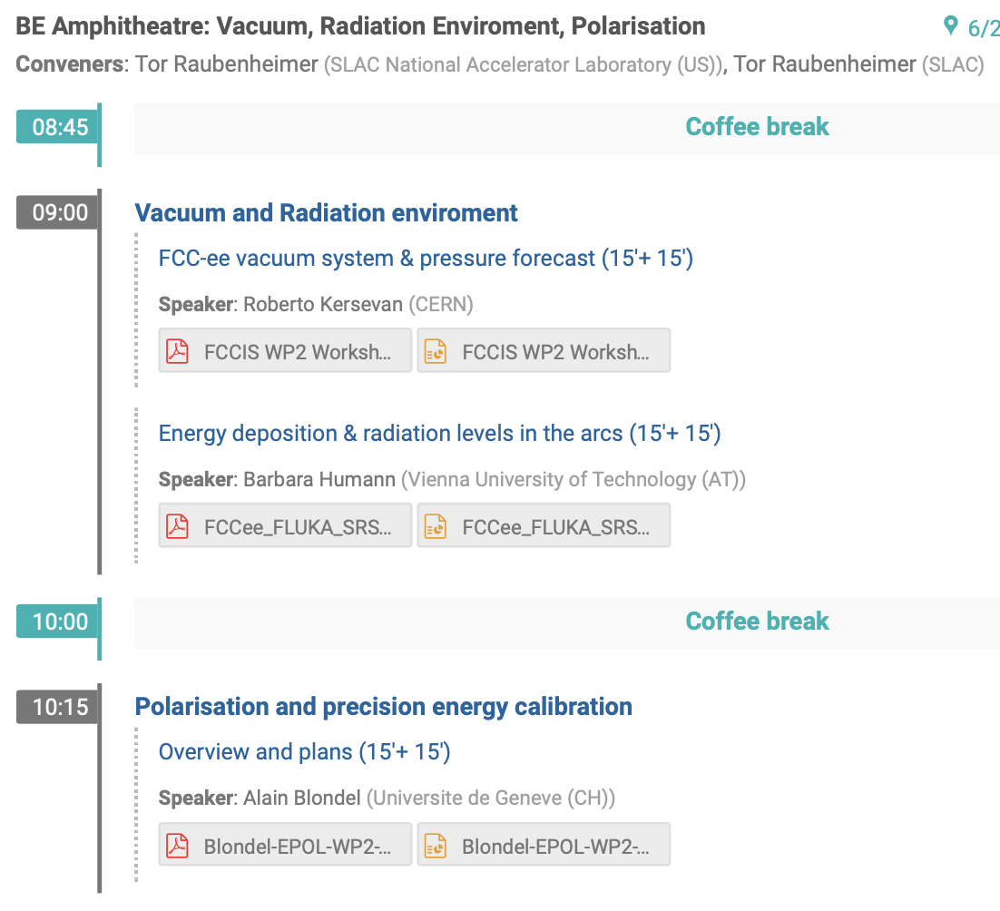 BE Amphitheatre: Vacuum, Radiation Enviroment, Polarisation 6/2
Conveners: Tor Raubenheimer (SLAC National Accelerator Laboratory (US)), Tor Raubenheimer (SLAC)
08:45 Coffee break
09:00 Vacuum and Radiation enviroment
FCC-ee vacuum system & pressure forecast (15'+ 15')
Speaker: Roberto Kersevan (CERN)
FCCIS WP2 Worksh... FCCIS WP2 Worksh...
Energy deposition & radiation levels in the arcs (15'+ 15')
Speaker: Barbara Humann (Vienna University of Technology (AT))
FCCee_FLUKA_SRS... FCCee_FLUKA_SRS...
10:00 Coffee break
10:15 Polarisation and precision energy calibration
Overview and plans (15'+ 15')
Speaker: Alain Blondel (Universite de Geneve (CH))
Blondel-EPOL-WP2-... Blondel-EPOL-WP2-...